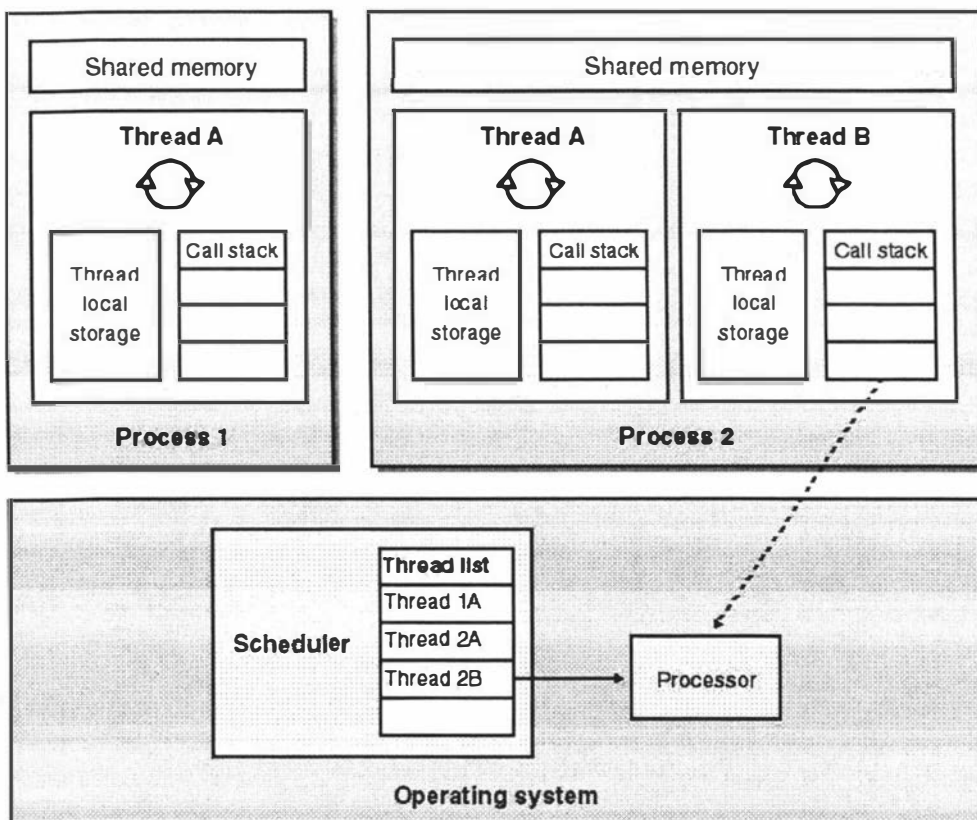 Shared memory
Thread A
Thread
local
storage
Call stack
Process 1
Shared memory
Thread A
Thread
local
storage
Call stack
Thread B
Thread
local
storage
Call stack
Process 2
Scheduler
Thread list
Thread 1A
Thread 2A
Thread 2B
Processor
Operating system